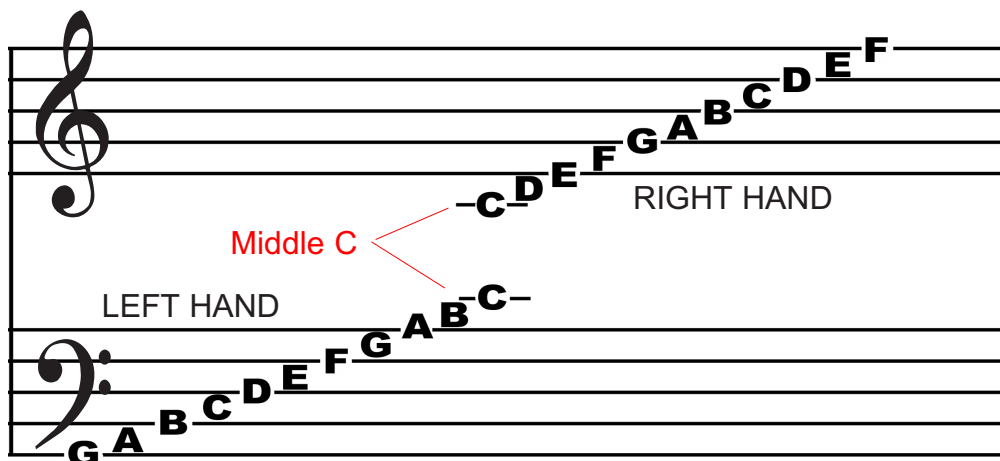 C D E F G A B C D E F
RIGHT HAND
Middle C
LEFT HAND
G A B C D E F G A B C